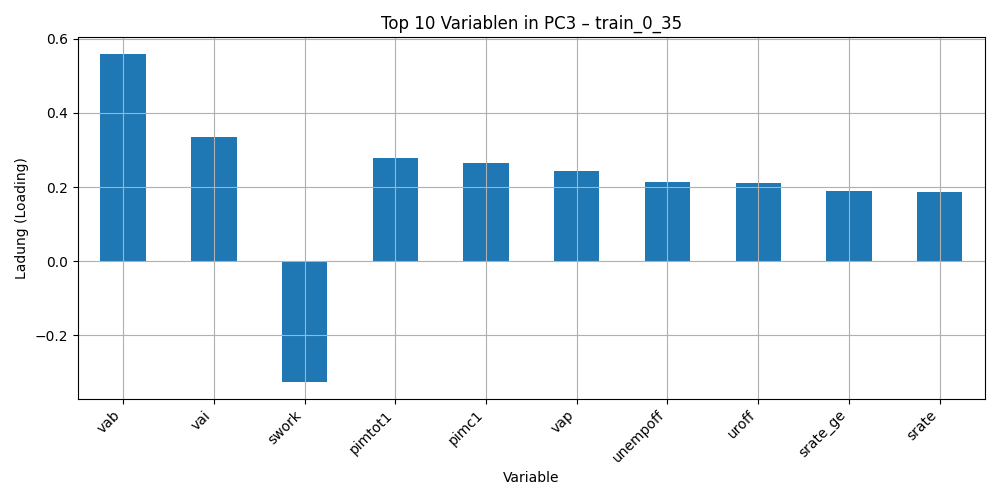 Top 10 Variablen in PC3 – train_0_35
Ladung (Loading)
0.6
0.4
0.2
0.0
−0.2
vab
vai
swork
pimtot1
pimc1
vap
unempoff
uroff
srate_ge
srate
Variable